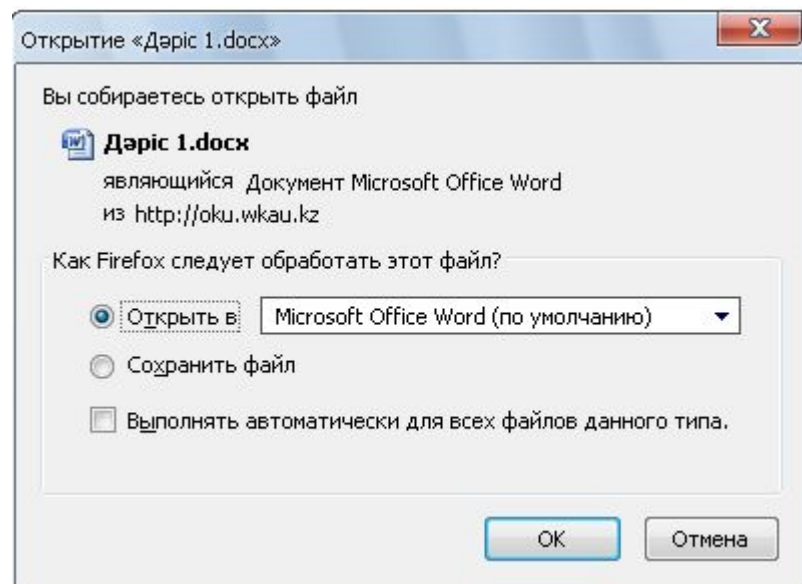 Открытие «Дәріс 1.docx»
Вы собираетесь открыть файл
Дәріс 1.docx
являющийся Документ Microsoft Office Word
из http://oku.wkau.kz
Как Firefox следует обработать этот файл?
Открыть в Microsoft Office Word (по умолчанию)
Сохранить файл
Выполнять автоматически для всех файлов данного типа.
OK Отмена